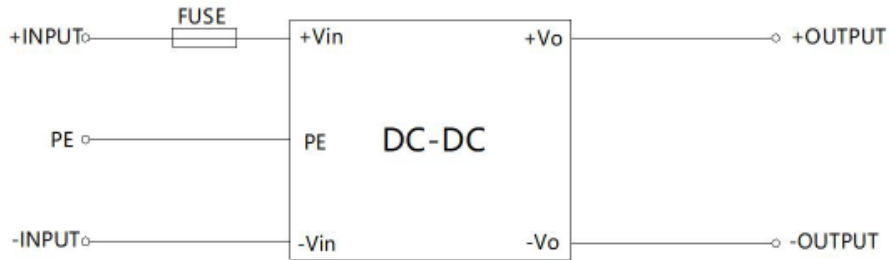 FUSE
+INPUT +Vin +Vo +OUTPUT
PE PE DC-DC
-INPUT -Vin -Vo -OUTPUT